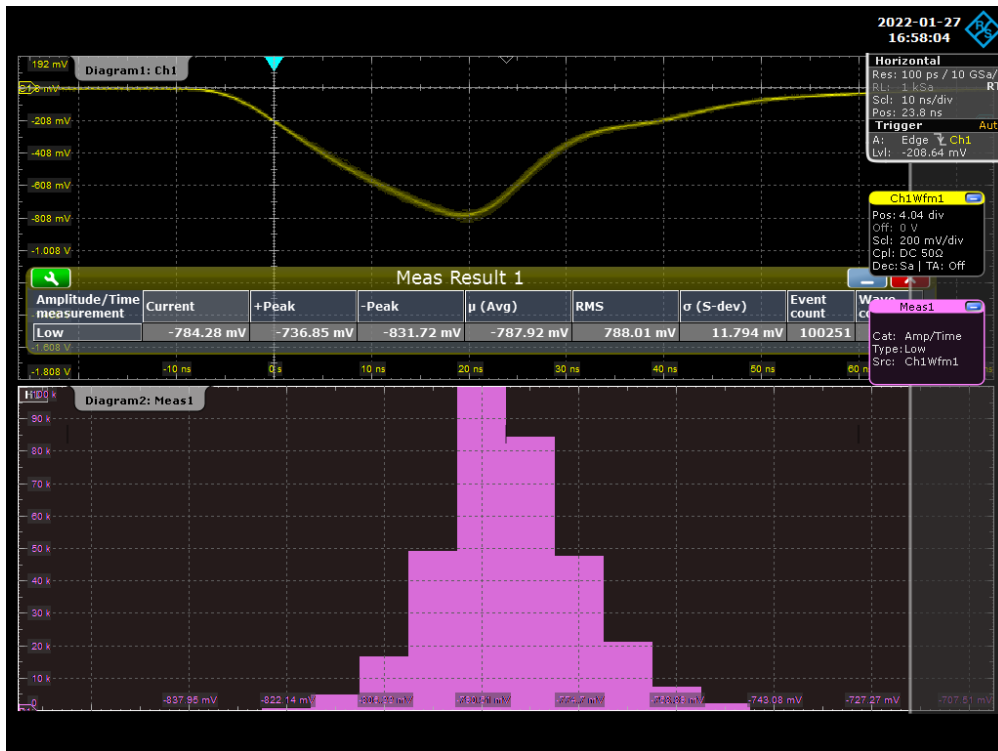 2022-01-27
16:58:04
192 mV
Diagram1: Ch1
-208 mV
-408 mV
-608 mV
-808 mV
-1.008 V
-1.608 V
-1.808 V
-10 ns
0 s
10 ns
20 ns
30 ns
40 ns
50 ns
Horizontal
Res: 100 ps / 10 GSa/
RL: 1 kSa
RT
Scl: 10 ns/div
Pos: 23.8 ns
Trigger
Aut
A: Edge Ch1
Lvl: -208.64 mV
Ch1Wfm1
Pos: 4.04 div
Off: 0 V
Scl: 200 mV/div
Cpl: DC 50Ω
Dec: Sa | TA: Off
Meas Result 1
Amplitude/Time measurement Current +Peak -Peak µ (Avg) RMS σ (S-dev) Event count
Low -784.28 mV -736.85 mV -831.72 mV -787.92 mV 788.01 mV 11.794 mV 100251
Meas1
Cat: Amp/Time
Type: Low
Src: Ch1Wfm1
Diagram2: Meas1
90 k
80 k
70 k
60 k
50 k
40 k
30 k
20 k
10 k
-837.95 mV
-822.14 mV
-743.08 mV
-727.27 mV